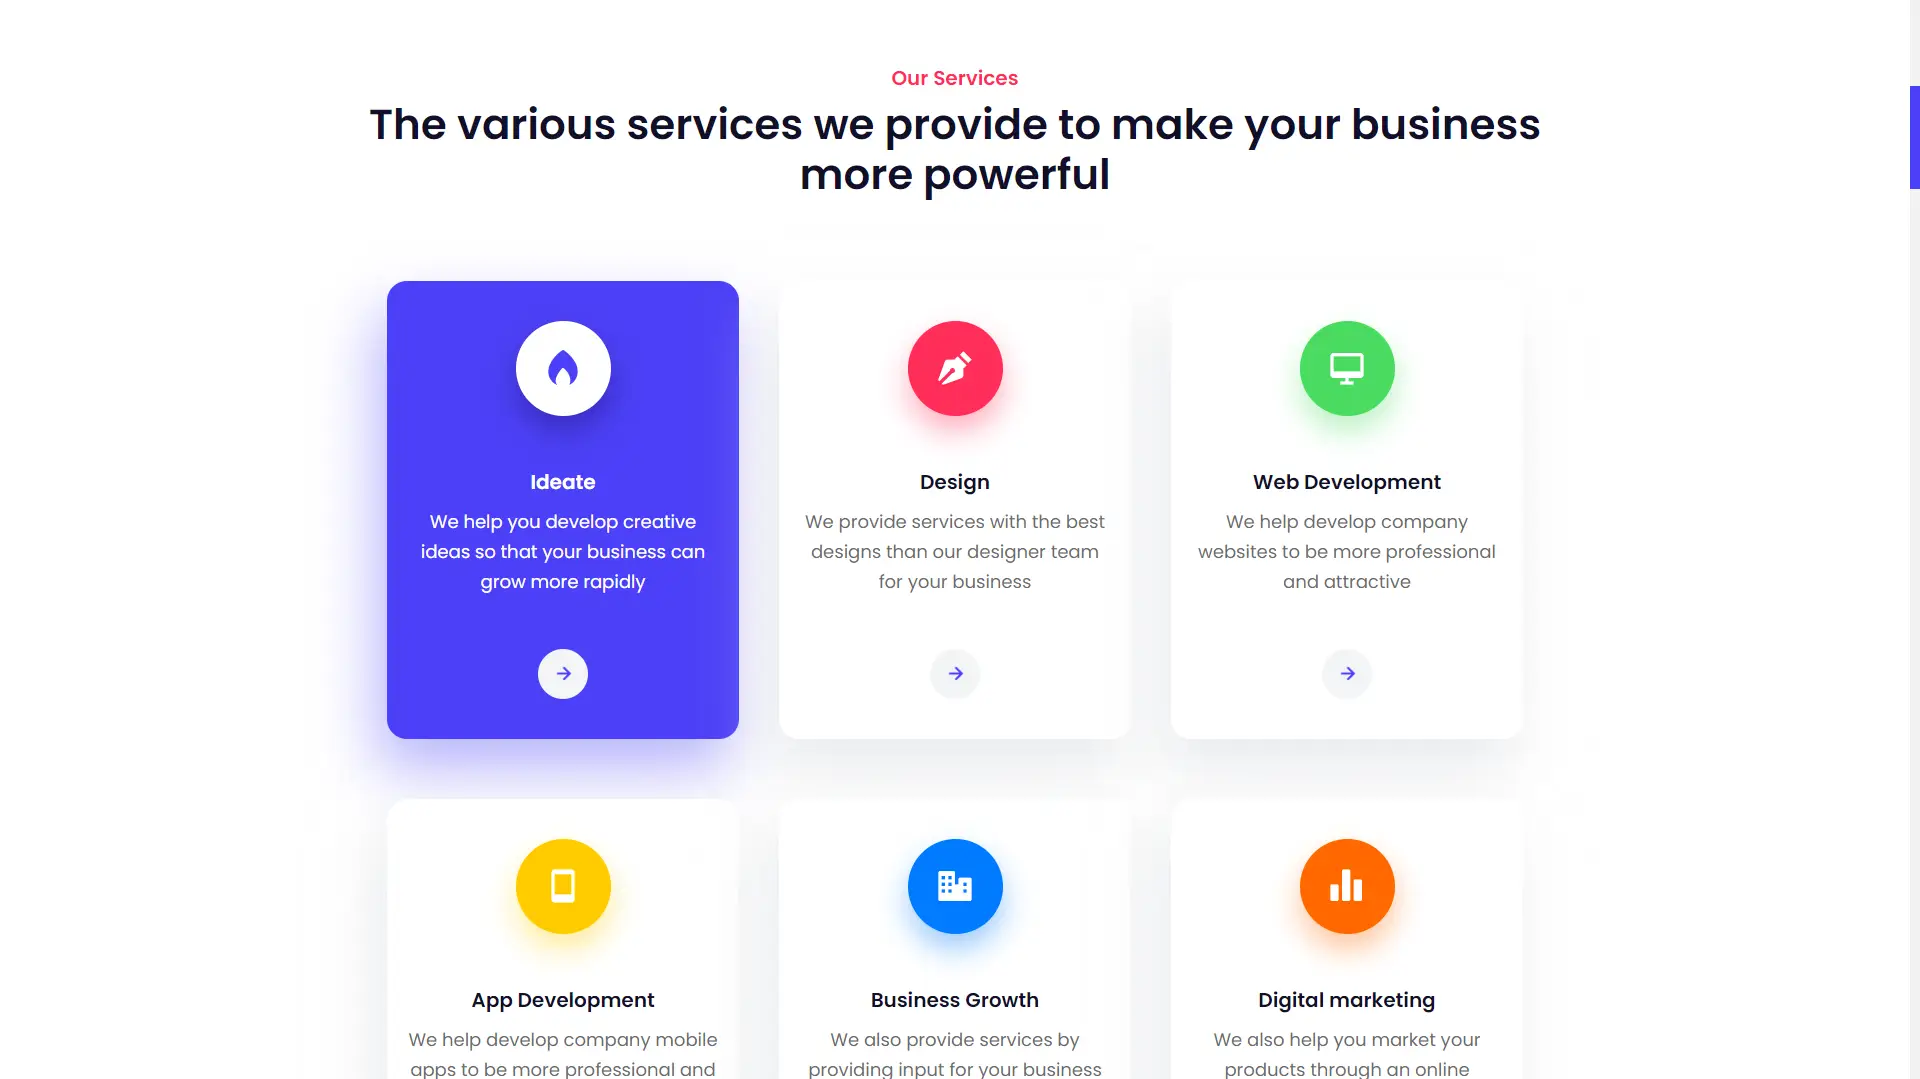 Our Services
The various services we provide to make your business
more powerful
Ideate
We help you develop creative
ideas so that your business can
grow more rapidly
Design
We provide services with the best
designs than our designer team
for your business
Web Development
We help develop company
websites to be more professional
and attractive
App Development
We help develop company mobile
apps to be more professional and
Business Growth
We also provide services by
providing input for your business
Digital marketing
We also help you market your
products through an online